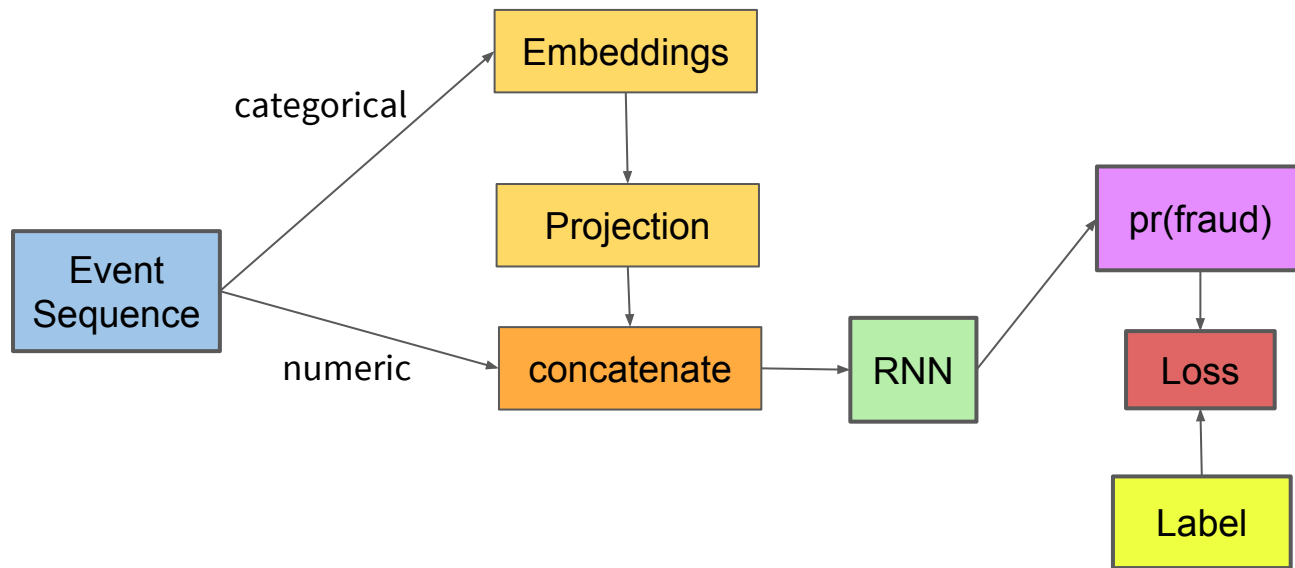 Embeddings
categorical
Projection
pr(fraud)
Event
Sequence
numeric
concatenate
RNN
Loss
Label